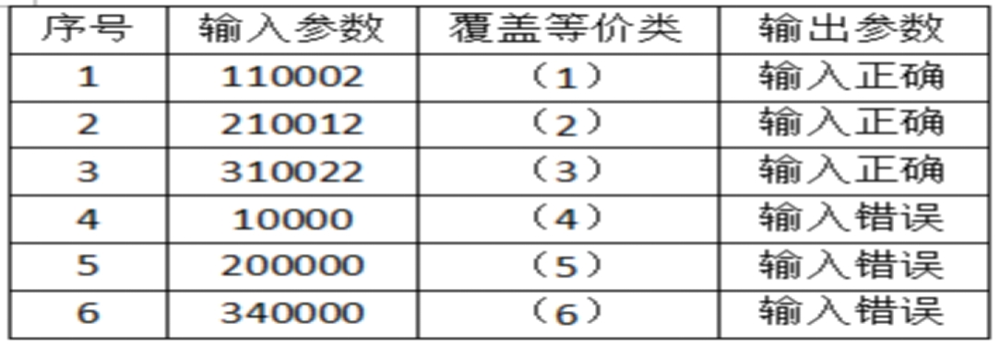 序号 输入参数 覆盖等价类 输出参数
1 110002 （1） 输入正确
2 210012 （2） 输入正确
3 310022 （3） 输入正确
4 10000 （4） 输入错误
5 200000 （5） 输入错误
6 340000 （6） 输入错误